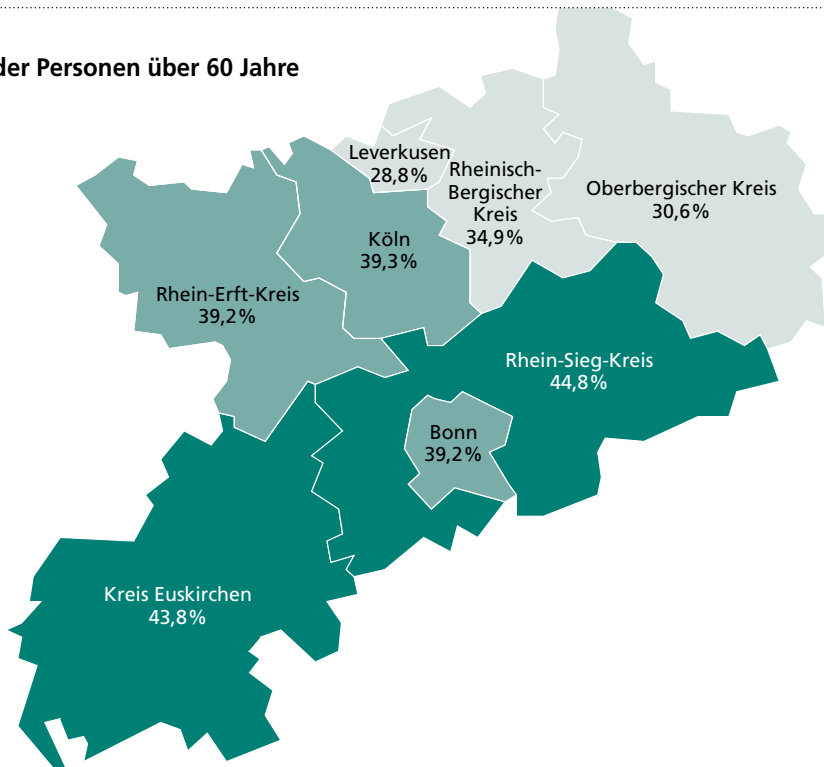 der Personen über 60 Jahre
Leverkusen
28,8%
Rheinisch-
Bergischer
Kreis
34,9%
Oberbergischer Kreis
30,6%
Köln
39,3%
Rhein-Erft-Kreis
39,2%
Rhein-Sieg-Kreis
44,8%
Bonn
39,2%
Kreis Euskirchen
43,8%